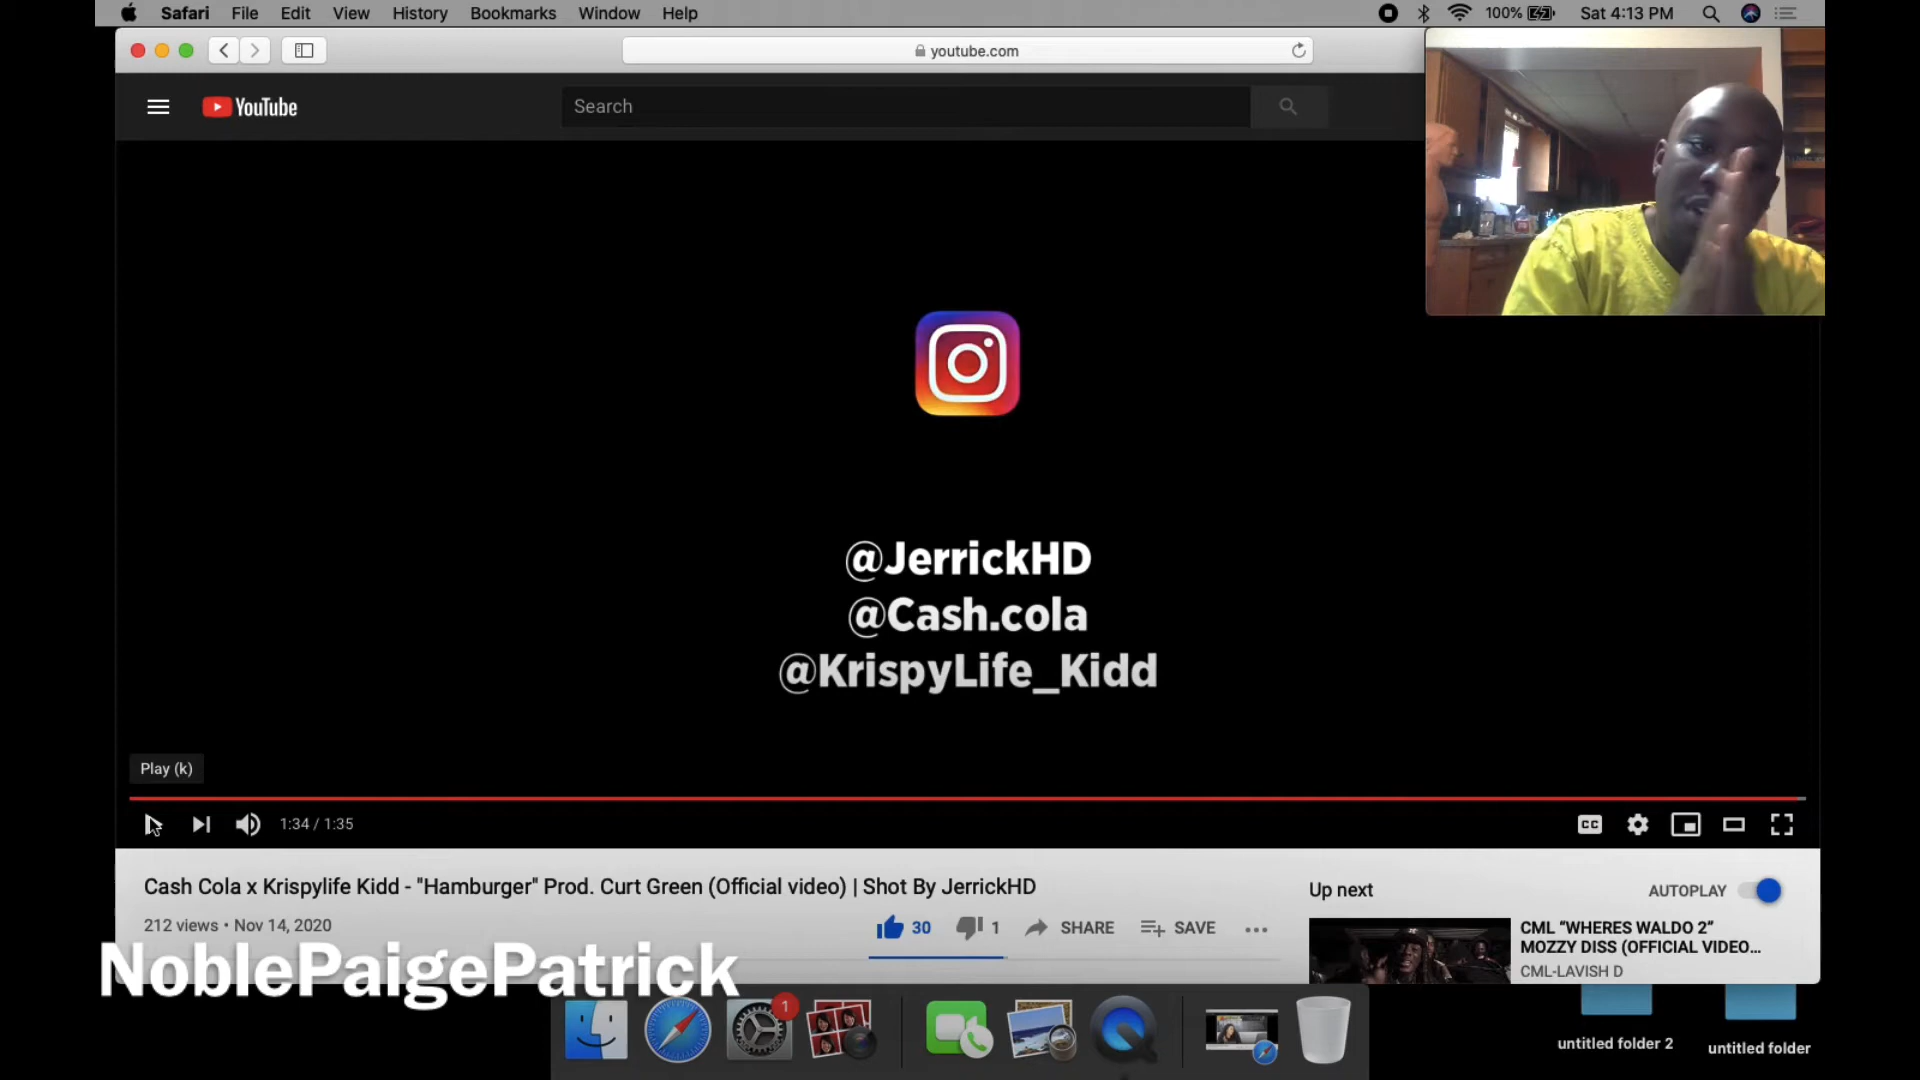 Safari File Edit View History Bookmarks Window Help
100% Sat 4:13 PM
youtube.com
YouTube
Search
@JerrickHD
@Cash.cola
@KrispyLife_Kidd
Play (k)
1:34 / 1:35
CC
Cash Cola x Krispylife Kidd - "Hamburger" Prod. Curt Green (Official video) | Shot By JerrickHD
212 views • Nov 14, 2020
30 1 SHARE SAVE
Up next
AUTOPLAY
CML “WHERES WALDO 2”
MOZZY DISS (OFFICIAL VIDEO...
CML-LAVISH D
NoblePaigePatrick
1
untitled folder 2
untitled folder